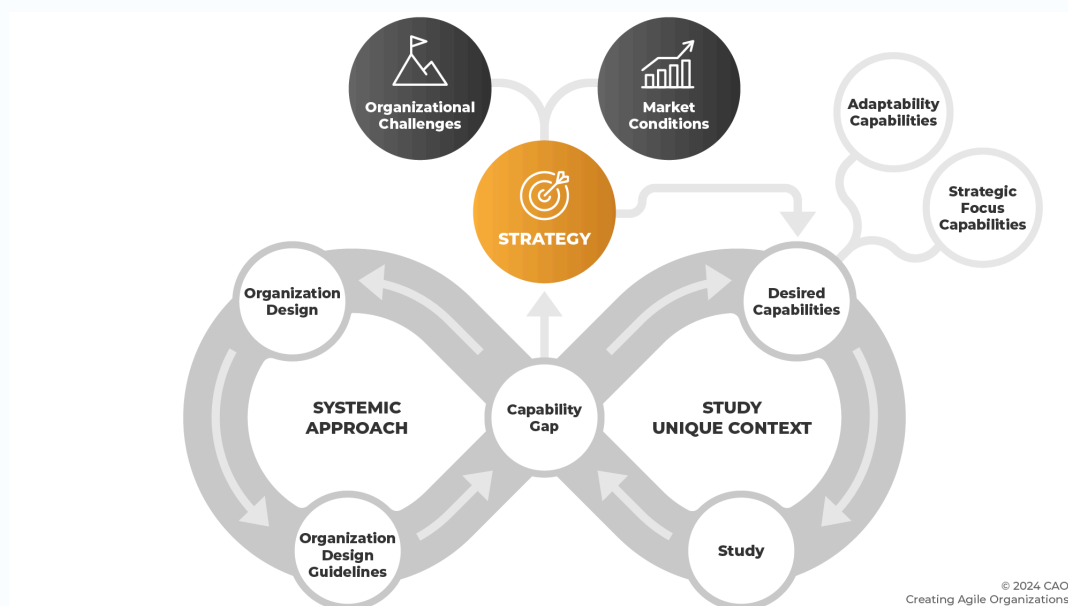 Organizational
Challenges
Market
Conditions
Adaptability
Capabilities
Strategic
Focus
Capabilities
STRATEGY
Organization
Design
Desired
Capabilities
SYSTEMIC
APPROACH
Capability
Gap
STUDY
UNIQUE CONTEXT
Organization
Design
Guidelines
Study
© 2024 CAO
Creating Agile Organizations